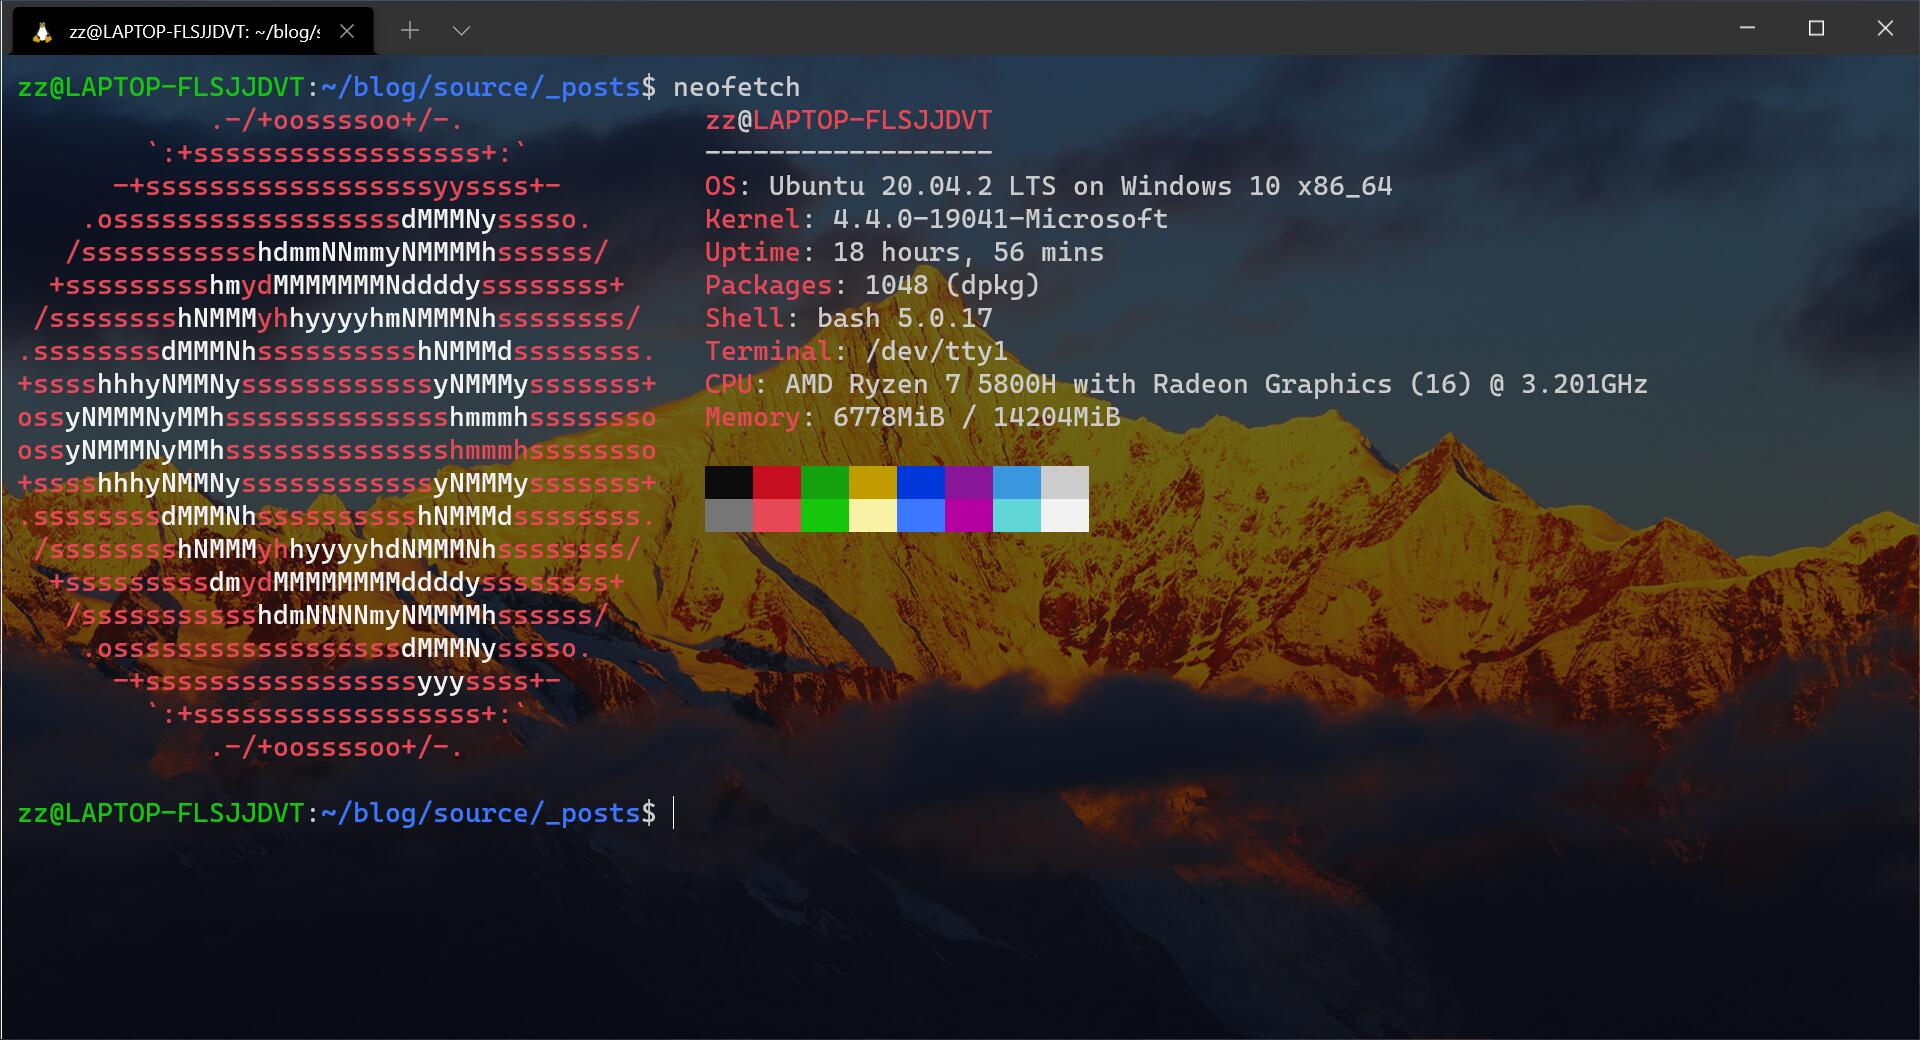 zz@LAPTOP-FLSJJDVT: ~/blog/s
zz@LAPTOP-FLSJJDVT:~/blog/source/_posts$ neofetch
            .-/+oossssoo+/-.               zz@LAPTOP-FLSJJDVT
        `:+ssssssssssssssssss+:`           ------------------
      -+ssssssssssssssssssyyssss+-         OS: Ubuntu 20.04.2 LTS on Windows 10 x86_64
    .ossssssssssssssssssdMMMNysssso.       Kernel: 4.4.0-19041-Microsoft
   /ssssssssssshdmmNNmmyNMMMMhssssss/      Uptime: 18 hours, 56 mins
  +ssssssssshmydMMMMMMMNddddyssssssss+     Packages: 1048 (dpkg)
 /sssssssshNMMMyhhyyyyhmNMMMNhssssssss/    Shell: bash 5.0.17
.ssssssssdMMMNhsssssssssshNMMMdssssssss.   Terminal: /dev/tty1
+sssshhhyNMMNyssssssssssssyNMMMysssssss+   CPU: AMD Ryzen 7 5800H with Radeon Graphics (16) @ 3.201GHz
ossyNMMMNyMMhsssssssssssssshmmmhssssssso   Memory: 6778MiB / 14204MiB
ossyNMMMNyMMhsssssssssssssshmmmhssssssso
+sssshhhyNMMNyssssssssssssyNMMMysssssss+
.ssssssssdMMMNhsssssssssshNMMMdssssssss.
 /sssssssshNMMMyhhyyyyhdNMMMNhssssssss/
  +sssssssssdmydMMMMMMMMddddyssssssss+
   /ssssssssssshdmNNNNmyNMMMMhssssss/
    .ossssssssssssssssssdMMMNysssso.
      -+sssssssssssssssssyyyssss+-
        `:+ssssssssssssssssss+:`
            .-/+oossssoo+/-.
zz@LAPTOP-FLSJJDVT:~/blog/source/_posts$